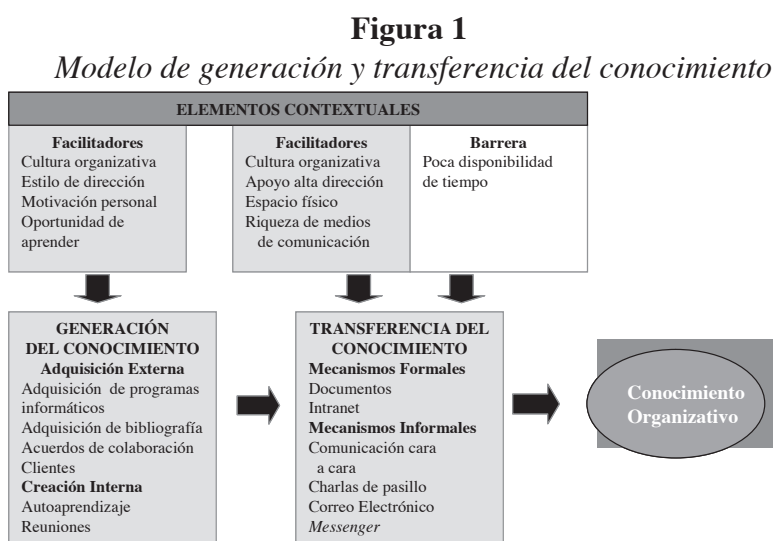 Figura 1
Modelo de generación y transferencia del conocimiento
ELEMENTOS CONTEXTUALES
Facilitadores
Cultura organizativa
Estilo de dirección
Motivación personal
Oportunidad de
aprender
Facilitadores
Cultura organizativa
Apoyo alta dirección
Espacio físico
Riqueza de medios
de comunicación
Barrera
Poca disponibilidad
de tiempo
GENERACIÓN
DEL CONOCIMIENTO
Adquisición Externa
Adquisición de programas
informáticos
Adquisición de bibliografía
Acuerdos de colaboración
Clientes
Creación Interna
Autoaprendizaje
Reuniones
TRANSFERENCIA DEL
CONOCIMIENTO
Mecanismos Formales
Documentos
Intranet
Mecanismos Informales
Comunicación cara
a cara
Charlas de pasillo
Correo Electrónico
Messenger
Conocimiento
Organizativo